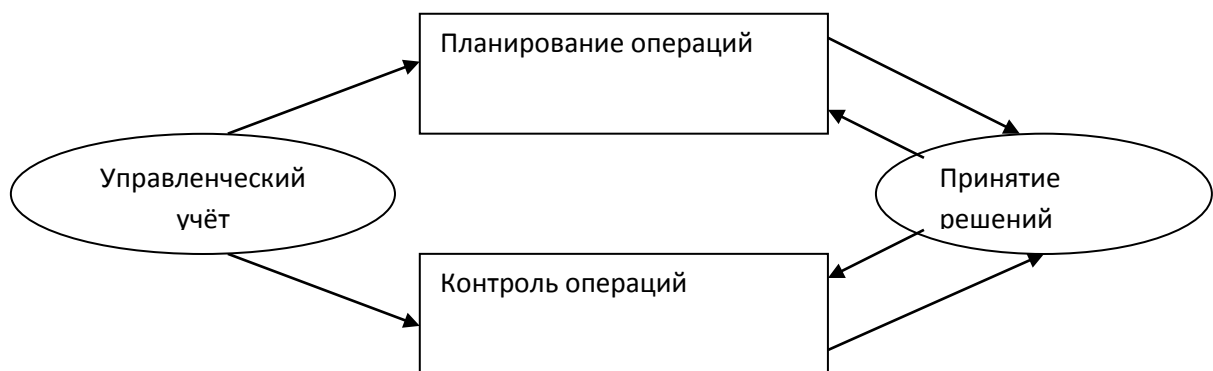 Планирование операций
Управленческий
учёт
Принятие
решений
Контроль операций